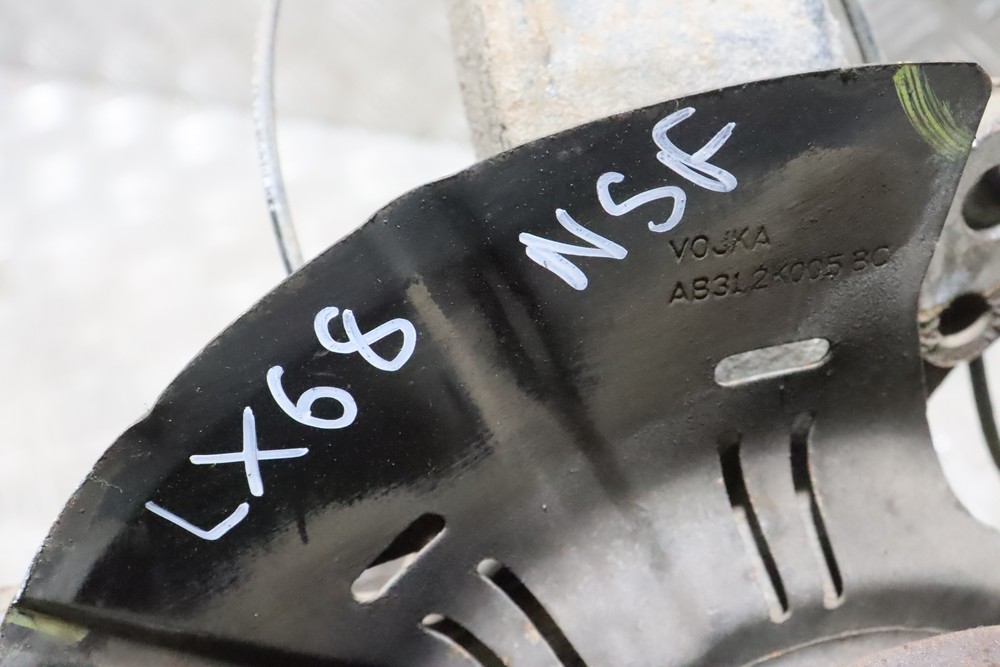 LX68 NSF
VOJKA
AB31 2K005 BC